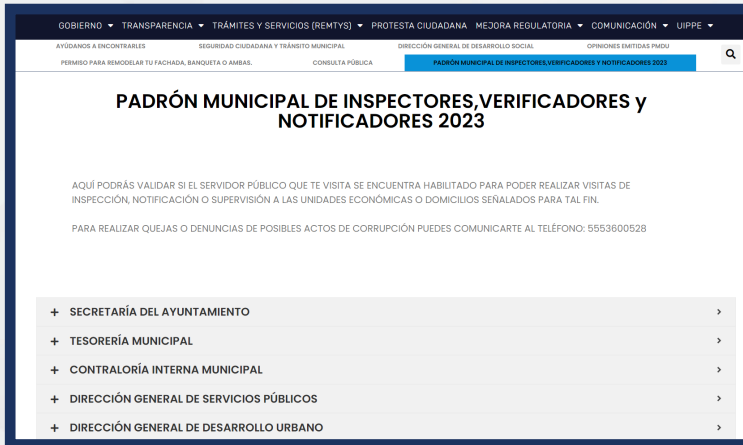 GOBIERNO TRANSPARENCIA TRÁMITES Y SERVICIOS (REMTYS) PROTESTA CIUDADANA MEJORA REGULATORIA COMUNICACIÓN UIPPE
AYÚDANOS A ENCONTRARLES SEGURIDAD CIUDADANA Y TRÁNSITO MUNICIPAL DIRECCIÓN GENERAL DE DESARROLLO SOCIAL OPINIONES EMITIDAS PMDU
PERMISO PARA REMODELAR TU FACHADA, BANQUETA O AMBAS. CONSULTA PÚBLICA PADRÓN MUNICIPAL DE INSPECTORES,VERIFICADORES Y NOTIFICADORES 2023
PADRÓN MUNICIPAL DE INSPECTORES,VERIFICADORES y
NOTIFICADORES 2023
AQUÍ PODRÁS VALIDAR SI EL SERVIDOR PÚBLICO QUE TE VISITA SE ENCUENTRA HABILITADO PARA PODER REALIZAR VISITAS DE
INSPECCIÓN, NOTIFICACIÓN O SUPERVISIÓN A LAS UNIDADES ECONÓMICAS O DOMICILIOS SEÑALADOS PARA TAL FIN.
PARA REALIZAR QUEJAS O DENUNCIAS DE POSIBLES ACTOS DE CORRUPCIÓN PUEDES COMUNICARTE AL TELÉFONO: 5553600528
+ SECRETARÍA DEL AYUNTAMIENTO
+ TESORERÍA MUNICIPAL
+ CONTRALORÍA INTERNA MUNICIPAL
+ DIRECCIÓN GENERAL DE SERVICIOS PÚBLICOS
+ DIRECCIÓN GENERAL DE DESARROLLO URBANO